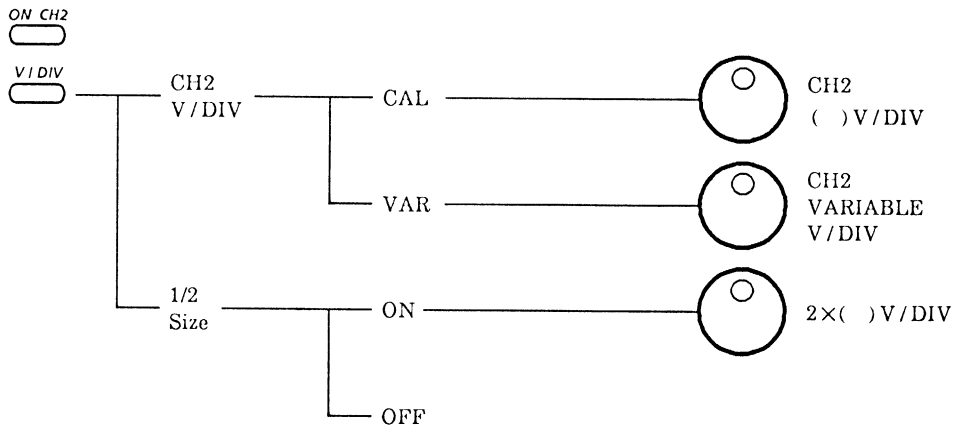 ON CH2
V / DIV
CH2
V/DIV
CAL
CH2
( ) V/DIV
VAR
CH2
VARIABLE
V/DIV
1/2
Size
ON
2×( ) V/DIV
OFF